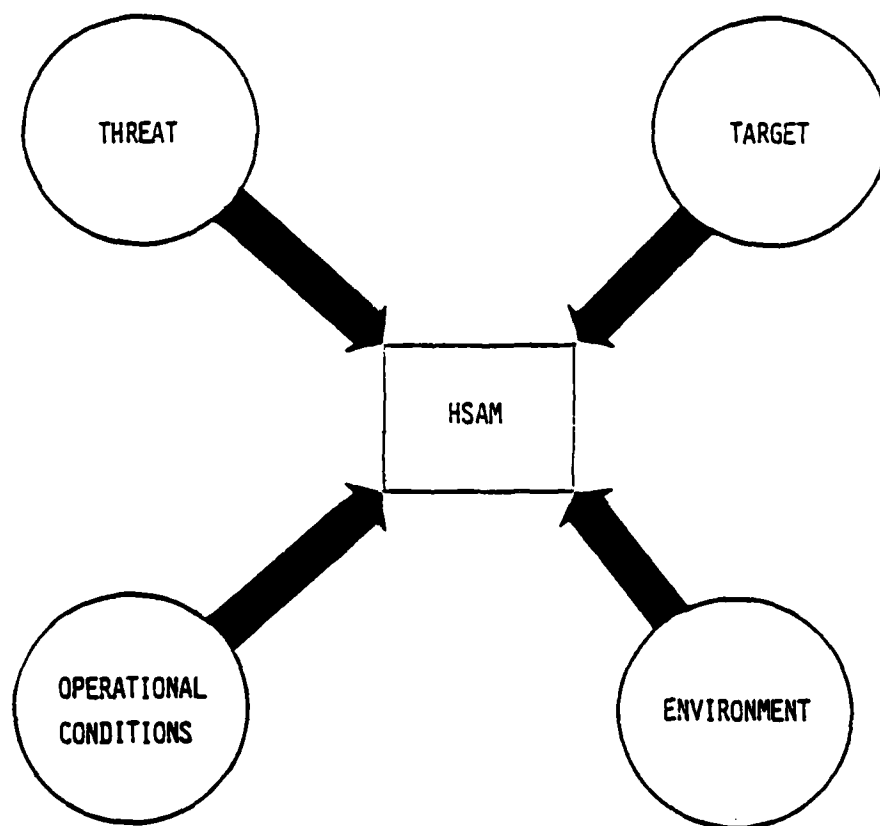 THREAT
TARGET
HSAM
OPERATIONAL
CONDITIONS
ENVIRONMENT